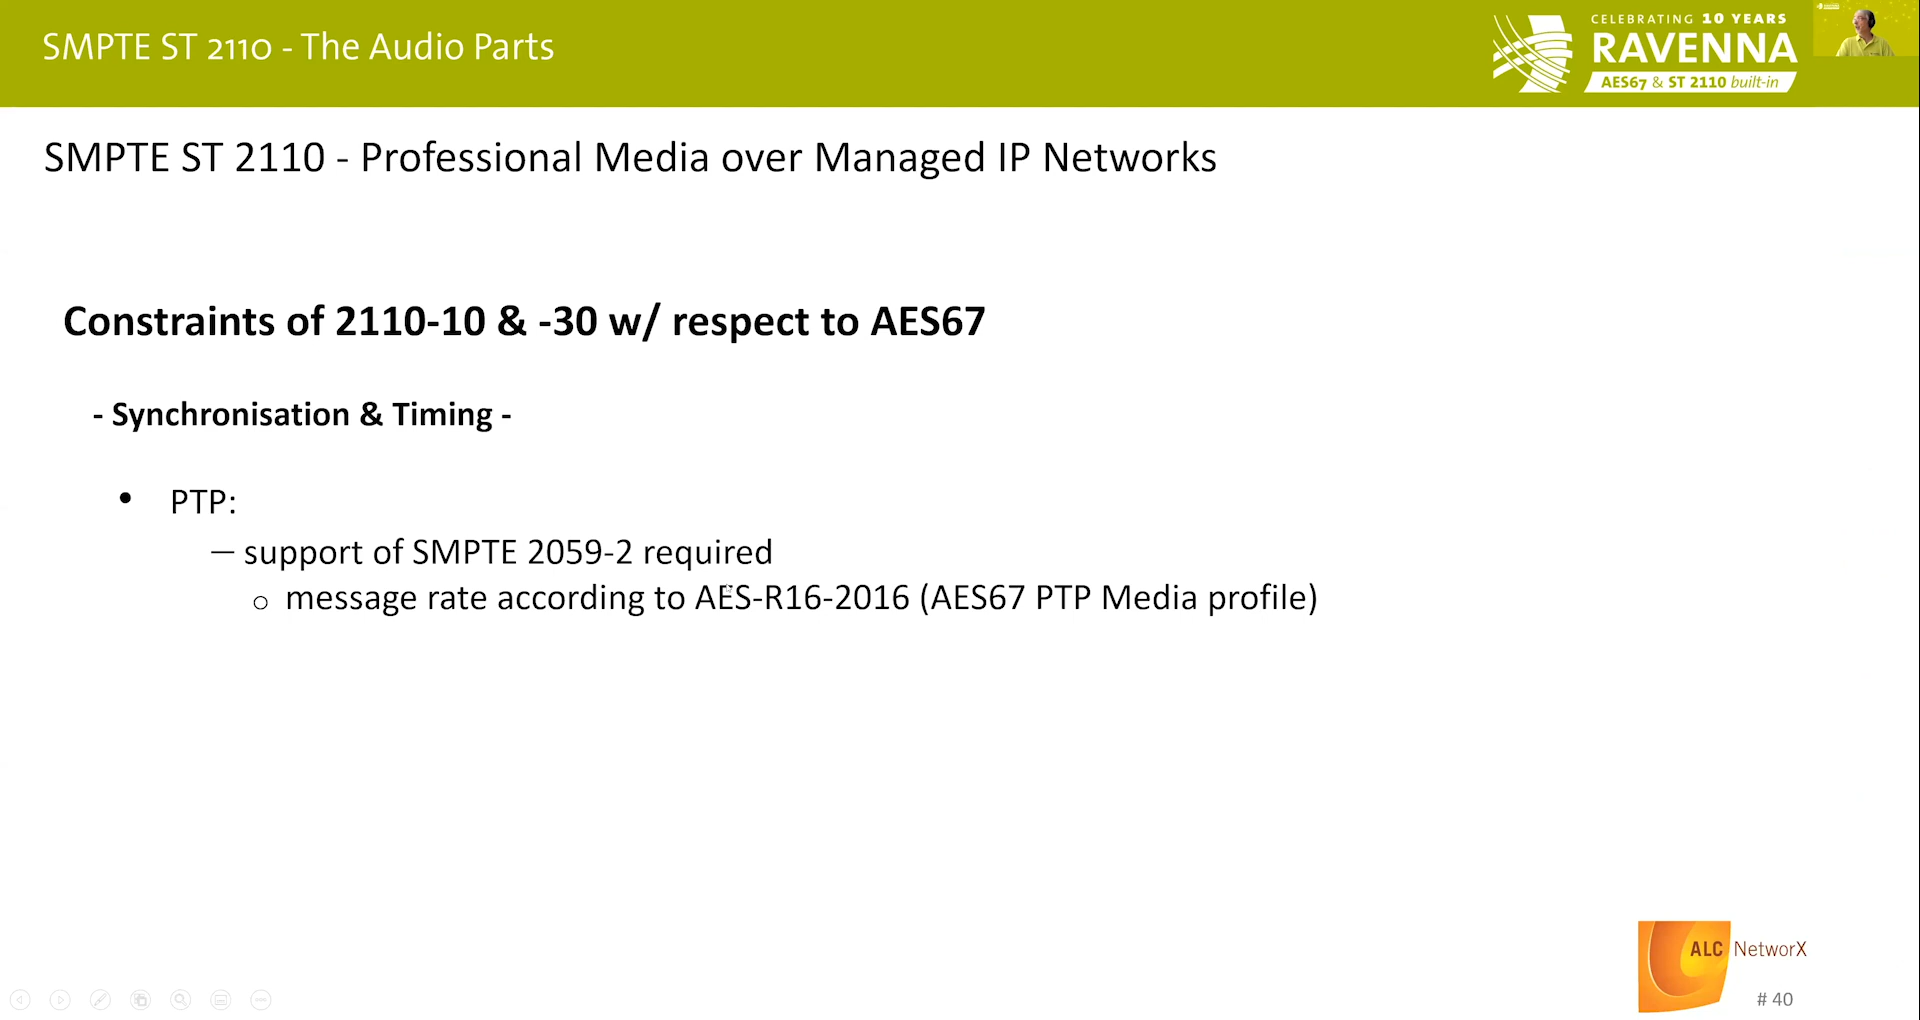 SMPTE ST 2110 - The Audio Parts
CELEBRATING 10 YEARS
RAVENNA
AES67 & ST 2110 built-in
SMPTE ST 2110 - Professional Media over Managed IP Networks
Constraints of 2110-10 & -30 w/ respect to AES67
- Synchronisation & Timing -
• PTP:
– support of SMPTE 2059-2 required
o message rate according to AES-R16-2016 (AES67 PTP Media profile)
ALC NetworX
# 40